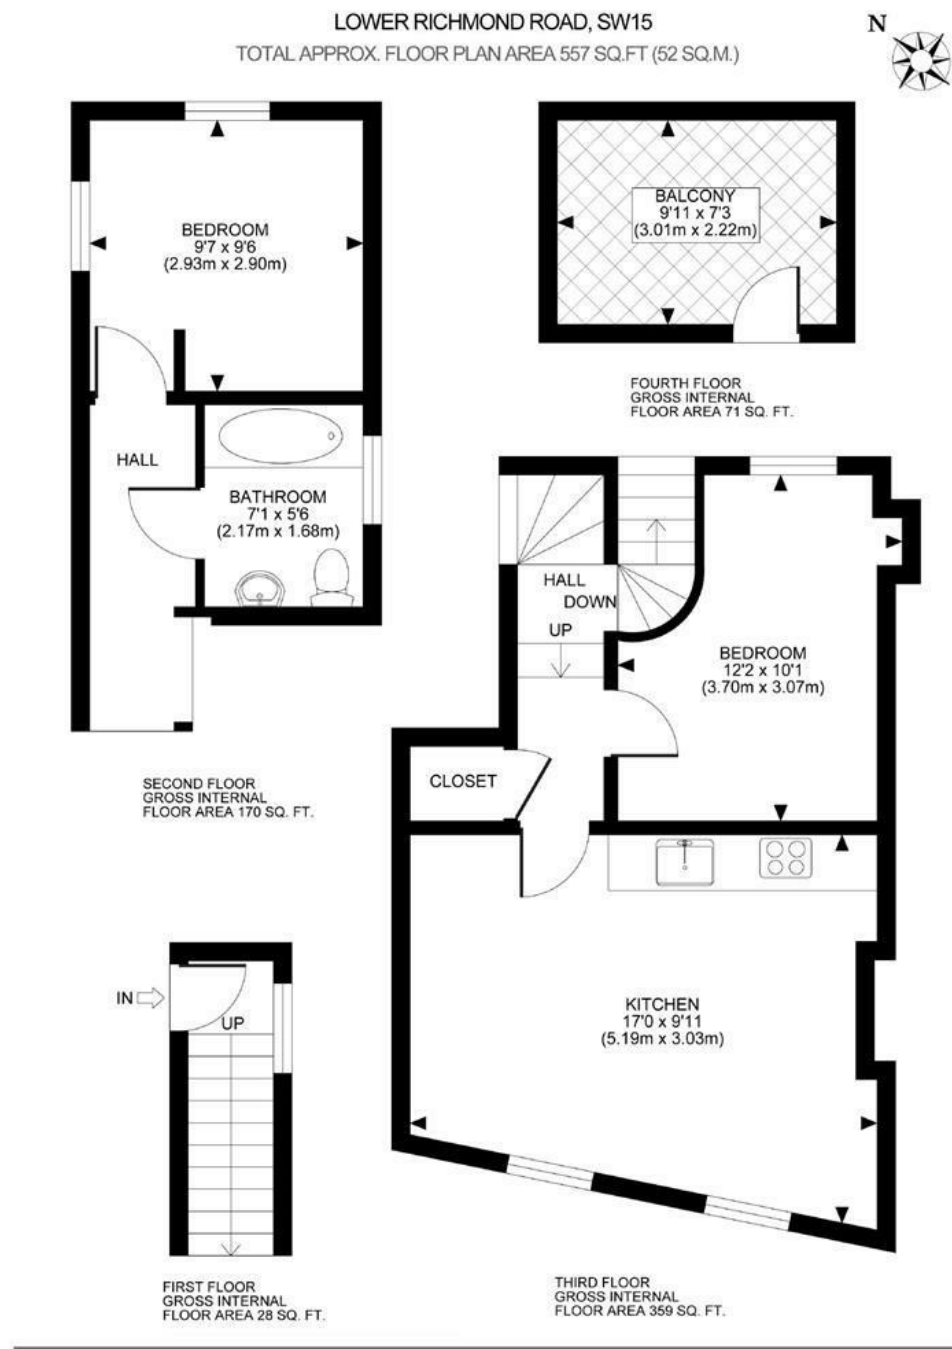 LOWER RICHMOND ROAD, SW15
TOTAL APPROX. FLOOR PLAN AREA 557 SQ.FT (52 SQ.M.)
N
BEDROOM
9'7 x 9'6
(2.93m x 2.90m)
HALL
BATHROOM
7'1 x 5'6
(2.17m x 1.68m)
SECOND FLOOR
GROSS INTERNAL
FLOOR AREA 170 SQ. FT.
BALCONY
9'11 x 7'3
(3.01m x 2.22m)
FOURTH FLOOR
GROSS INTERNAL
FLOOR AREA 71 SQ. FT.
HALL
DOWN
UP
BEDROOM
12'2 x 10'1
(3.70m x 3.07m)
CLOSET
KITCHEN
17'0 x 9'11
(5.19m x 3.03m)
THIRD FLOOR
GROSS INTERNAL
FLOOR AREA 359 SQ. FT.
IN
UP
FIRST FLOOR
GROSS INTERNAL
FLOOR AREA 28 SQ. FT.